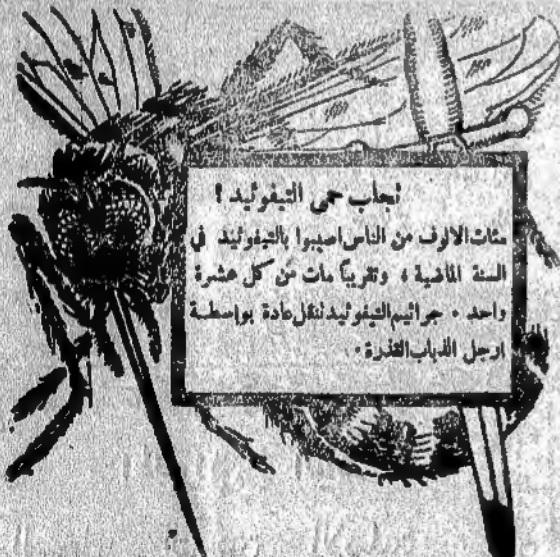 تجلب حمى التيفوئيد !
مئات الالوف من الناس اصيبوا بالتيفوئيد في
السنة الماضية ، وتقريباً مات من كل عشرة
واحد . جراثيم التيفوئيد تنقل عادة بواسطة
ارجل الذباب القذرة .